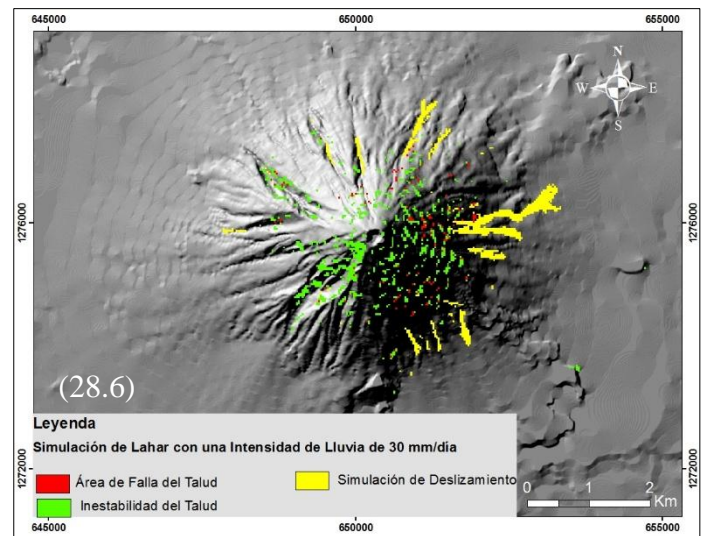 645000 650000 655000
N
W E
S
1276000 1276000
(28.6)
Leyenda
Simulación de Lahar con una Intensidad de Lluvia de 30 mm/dia
Área de Falla del Talud
Simulación de Deslizamiento
Inestabilidad del Talud
0 1 2
Km
1272000 1272000
645000 650000 655000